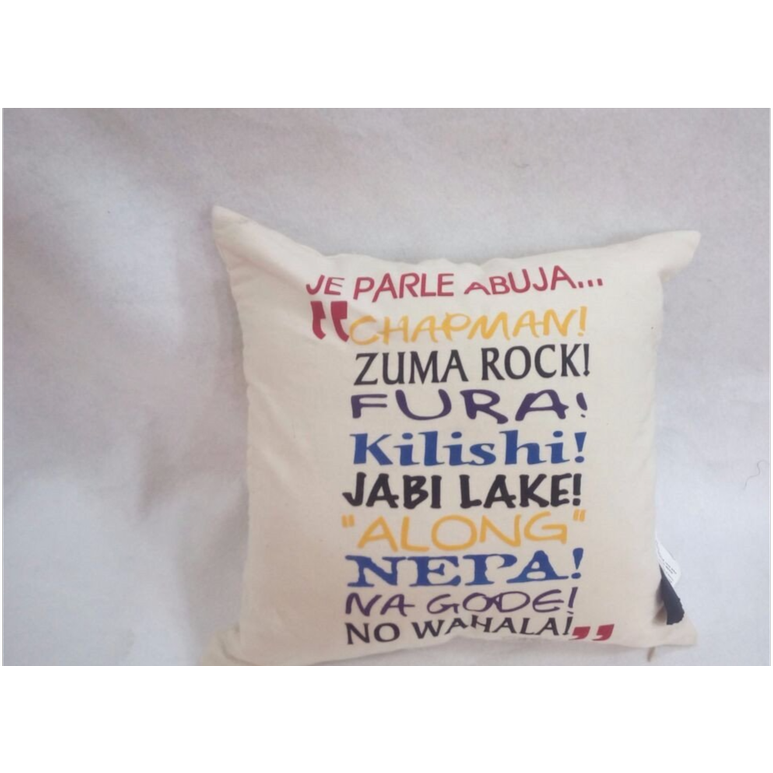 JE PARLE ABUJA...
"CHAPMAN!
ZUMA ROCK!
FURA!
Kilishi!
JABI LAKE!
"ALONG"
NEPA!
NA GODE!
NO WAHALA!"